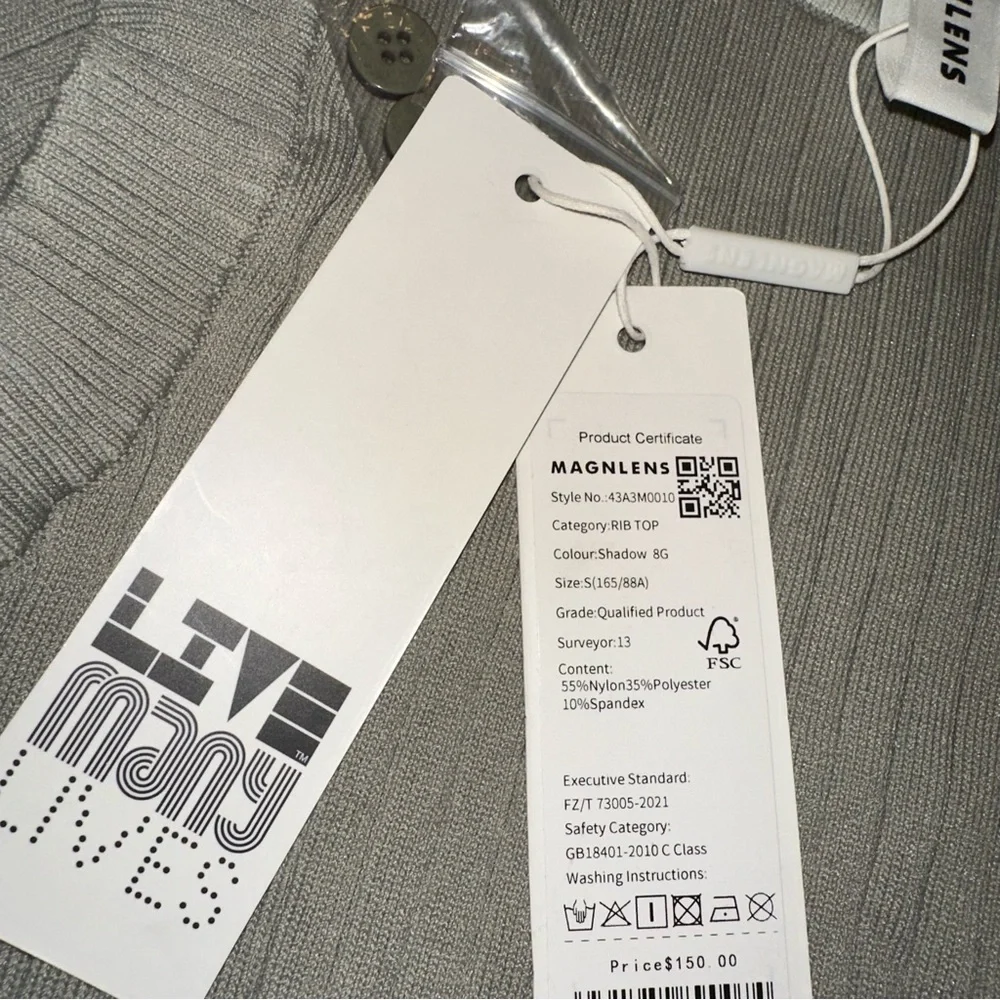 LENS
MAGNLENS
LIVE
many™
LIVES
Product Certificate
MAGNLENS
Style No.:43A3M0010
Category:RIB TOP
Colour:Shadow 8G
Size:S(165/88A)
Grade:Qualified Product
Surveyor:13
FSC
Content:
55%Nylon35%Polyester
10%Spandex
Executive Standard:
FZ/T 73005-2021
Safety Category:
GB18401-2010 C Class
Washing Instructions:
Price$150.00